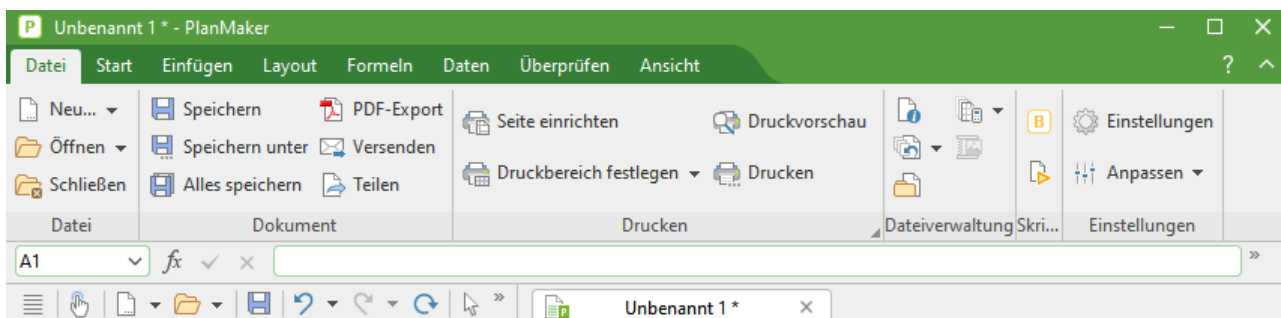 P Unbenannt 1 * - PlanMaker
Datei Start Einfügen Layout Formeln Daten Überprüfen Ansicht ?
Neu... Speichern PDF-Export Seite einrichten Druckvorschau B Einstellungen
Öffnen Speichern unter Versenden
Schließen Alles speichern Teilen Druckbereich festlegen Drucken Anpassen
Datei Dokument Drucken Dateiverwaltung Skri... Einstellungen
A1 fx »
» P Unbenannt 1 *